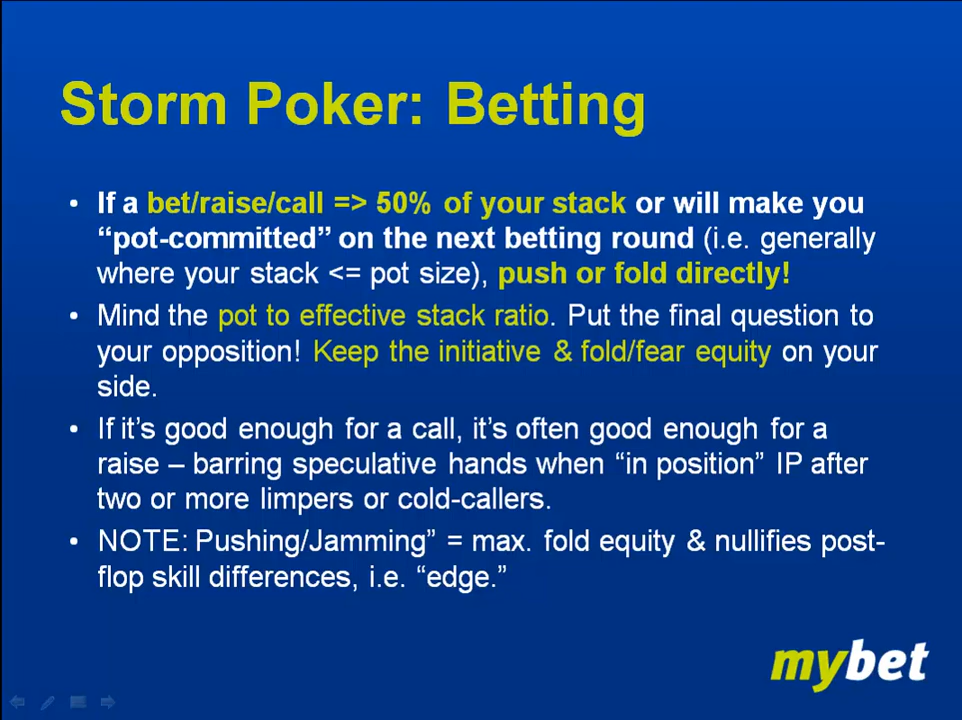 Storm Poker: Betting
• If a bet/raise/call => 50% of your stack or will make you
“pot-committed” on the next betting round (i.e. generally
where your stack <= pot size), push or fold directly!
• Mind the pot to effective stack ratio. Put the final question to
your opposition! Keep the initiative & fold/fear equity on your
side.
• If it’s good enough for a call, it’s often good enough for a
raise – barring speculative hands when “in position” IP after
two or more limpers or cold-callers.
• NOTE: Pushing/Jamming” = max. fold equity & nullifies post-
flop skill differences, i.e. “edge.”
mybet